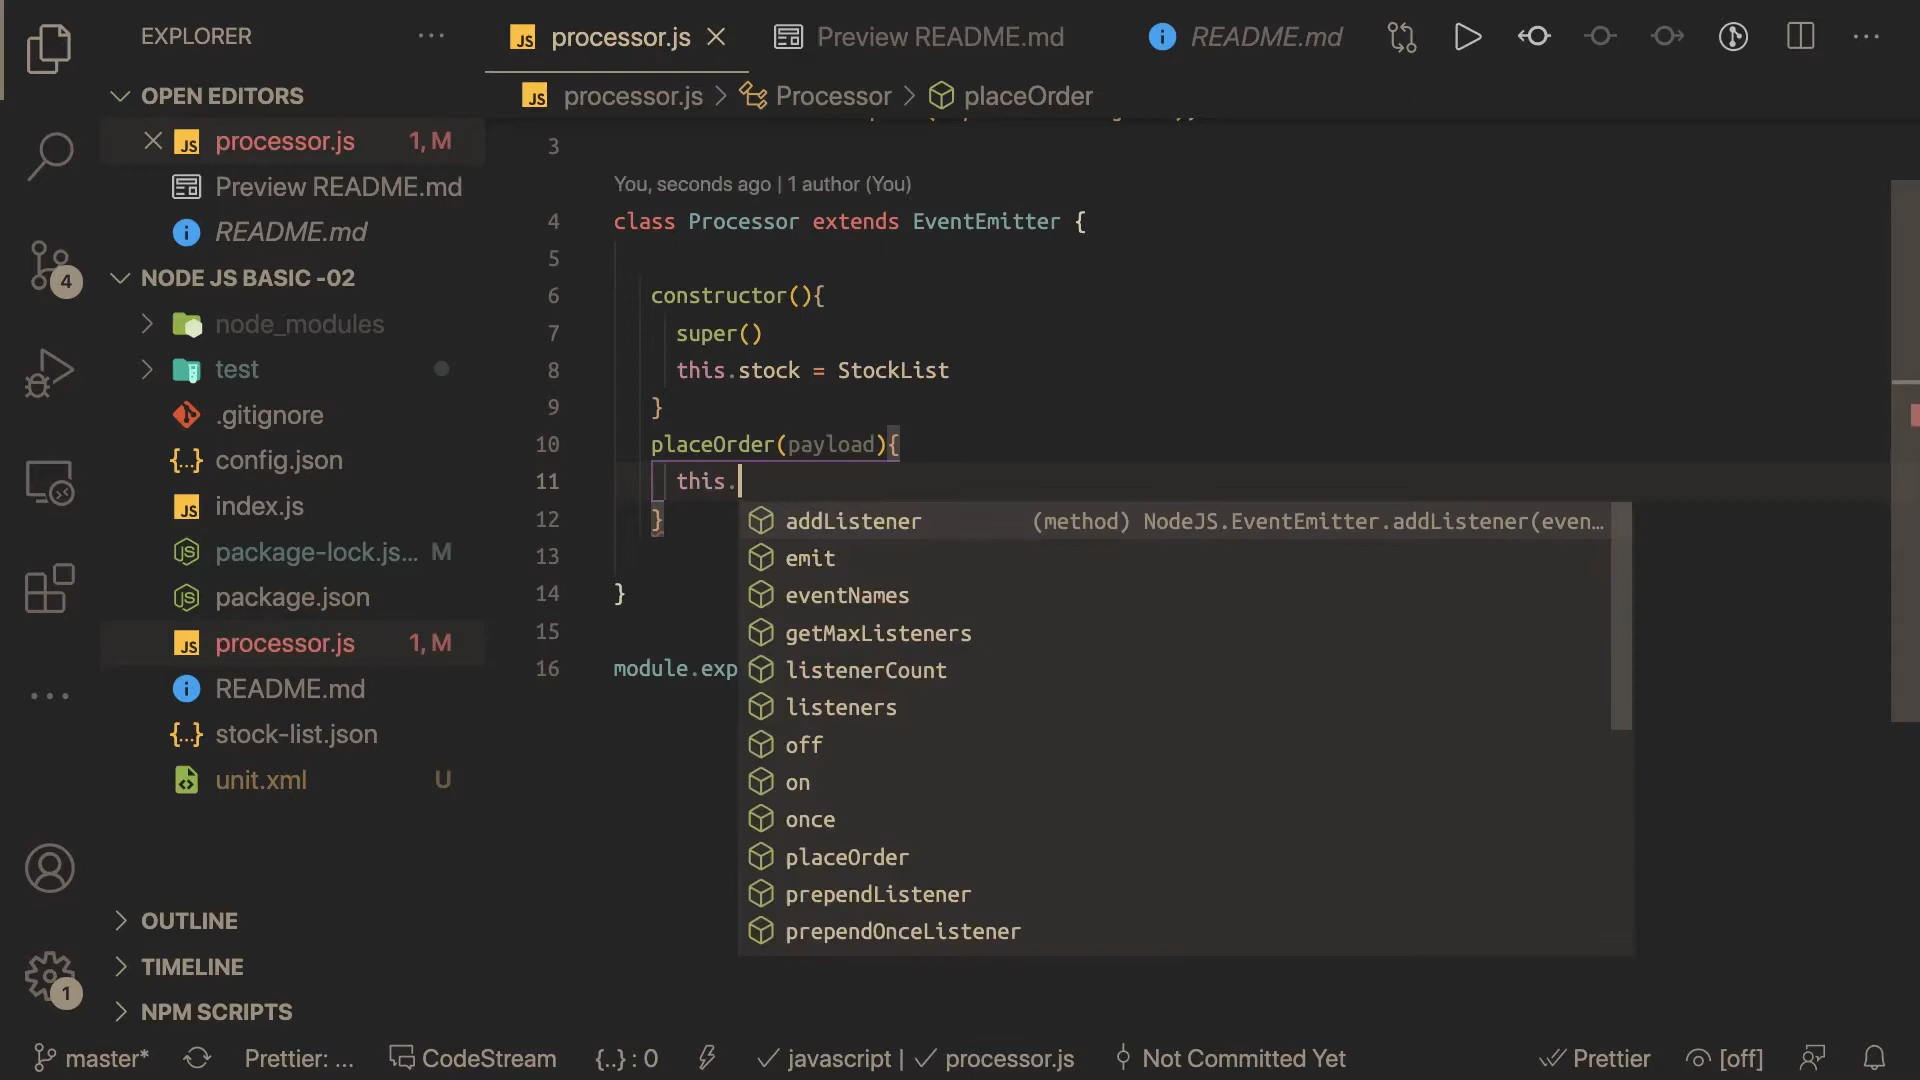 EXPLORER
OPEN EDITORS
processor.js 1, M
Preview README.md
README.md
NODE JS BASIC -02
node_modules
test
.gitignore
config.json
index.js
package-lock.js... M
package.json
processor.js 1, M
README.md
stock-list.json
unit.xml U
OUTLINE
TIMELINE
NPM SCRIPTS
4
1
processor.js
Preview README.md
README.md
processor.js > Processor > placeOrder
3
You, seconds ago | 1 author (You)
4 class Processor extends EventEmitter {
5
6 constructor(){
7 super()
8 this.stock = StockList
9 }
10 placeOrder(payload){
11 this.
12 }
13
14 }
15
16 module.exp
addListener (method) NodeJS.EventEmitter.addListener(even…
emit
eventNames
getMaxListeners
listenerCount
listeners
off
on
once
placeOrder
prependListener
prependOnceListener
master* Prettier: ... CodeStream {..} : 0 javascript | processor.js Not Committed Yet Prettier [off]